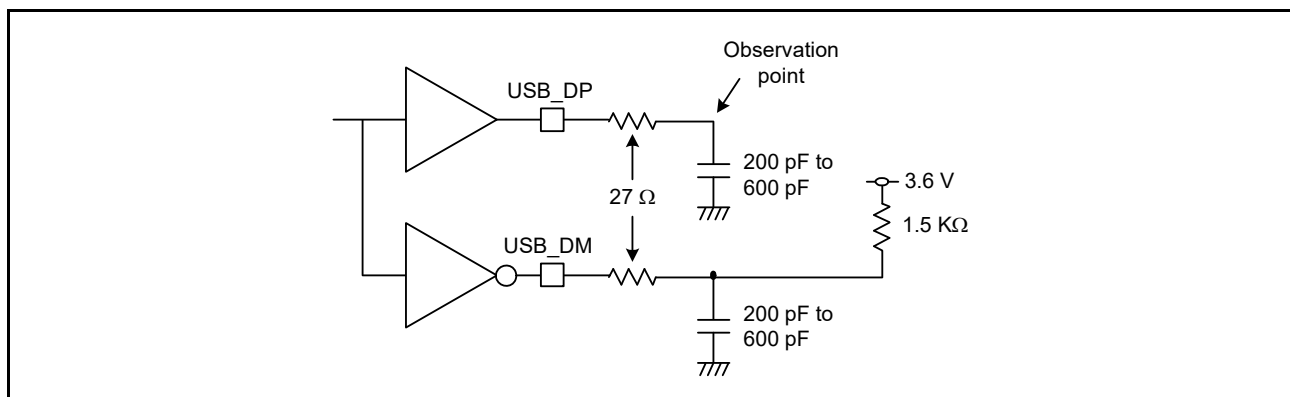 Observation
point
USB_DP
200 pF to
600 pF
3.6 V
27 Ω
1.5 KΩ
USB_DM
200 pF to
600 pF